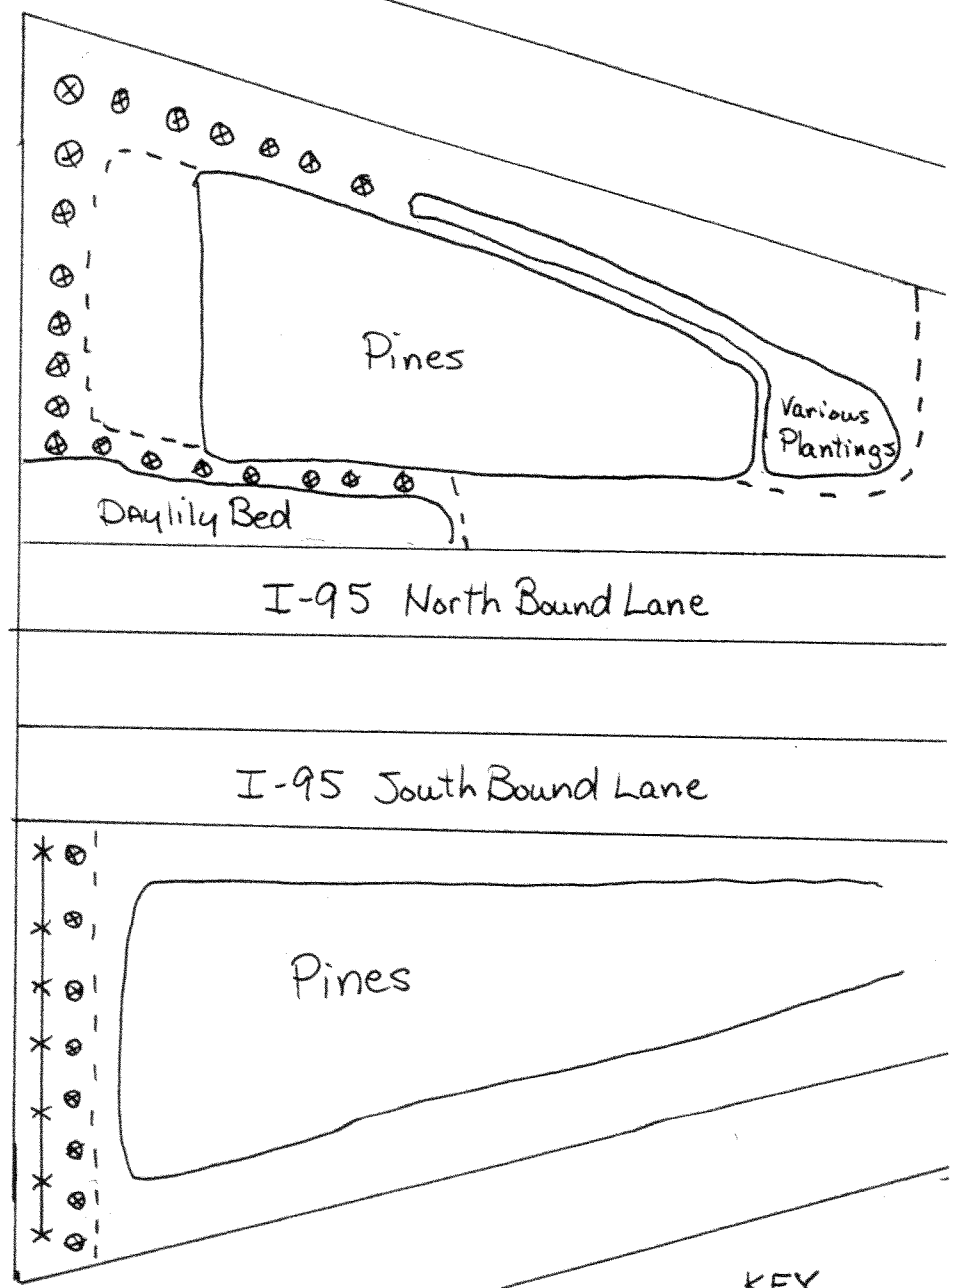 Pines
Various
Plantings
Daylily Bed
I-95 North Bound Lane
I-95 South Bound Lane
Pines
KEY